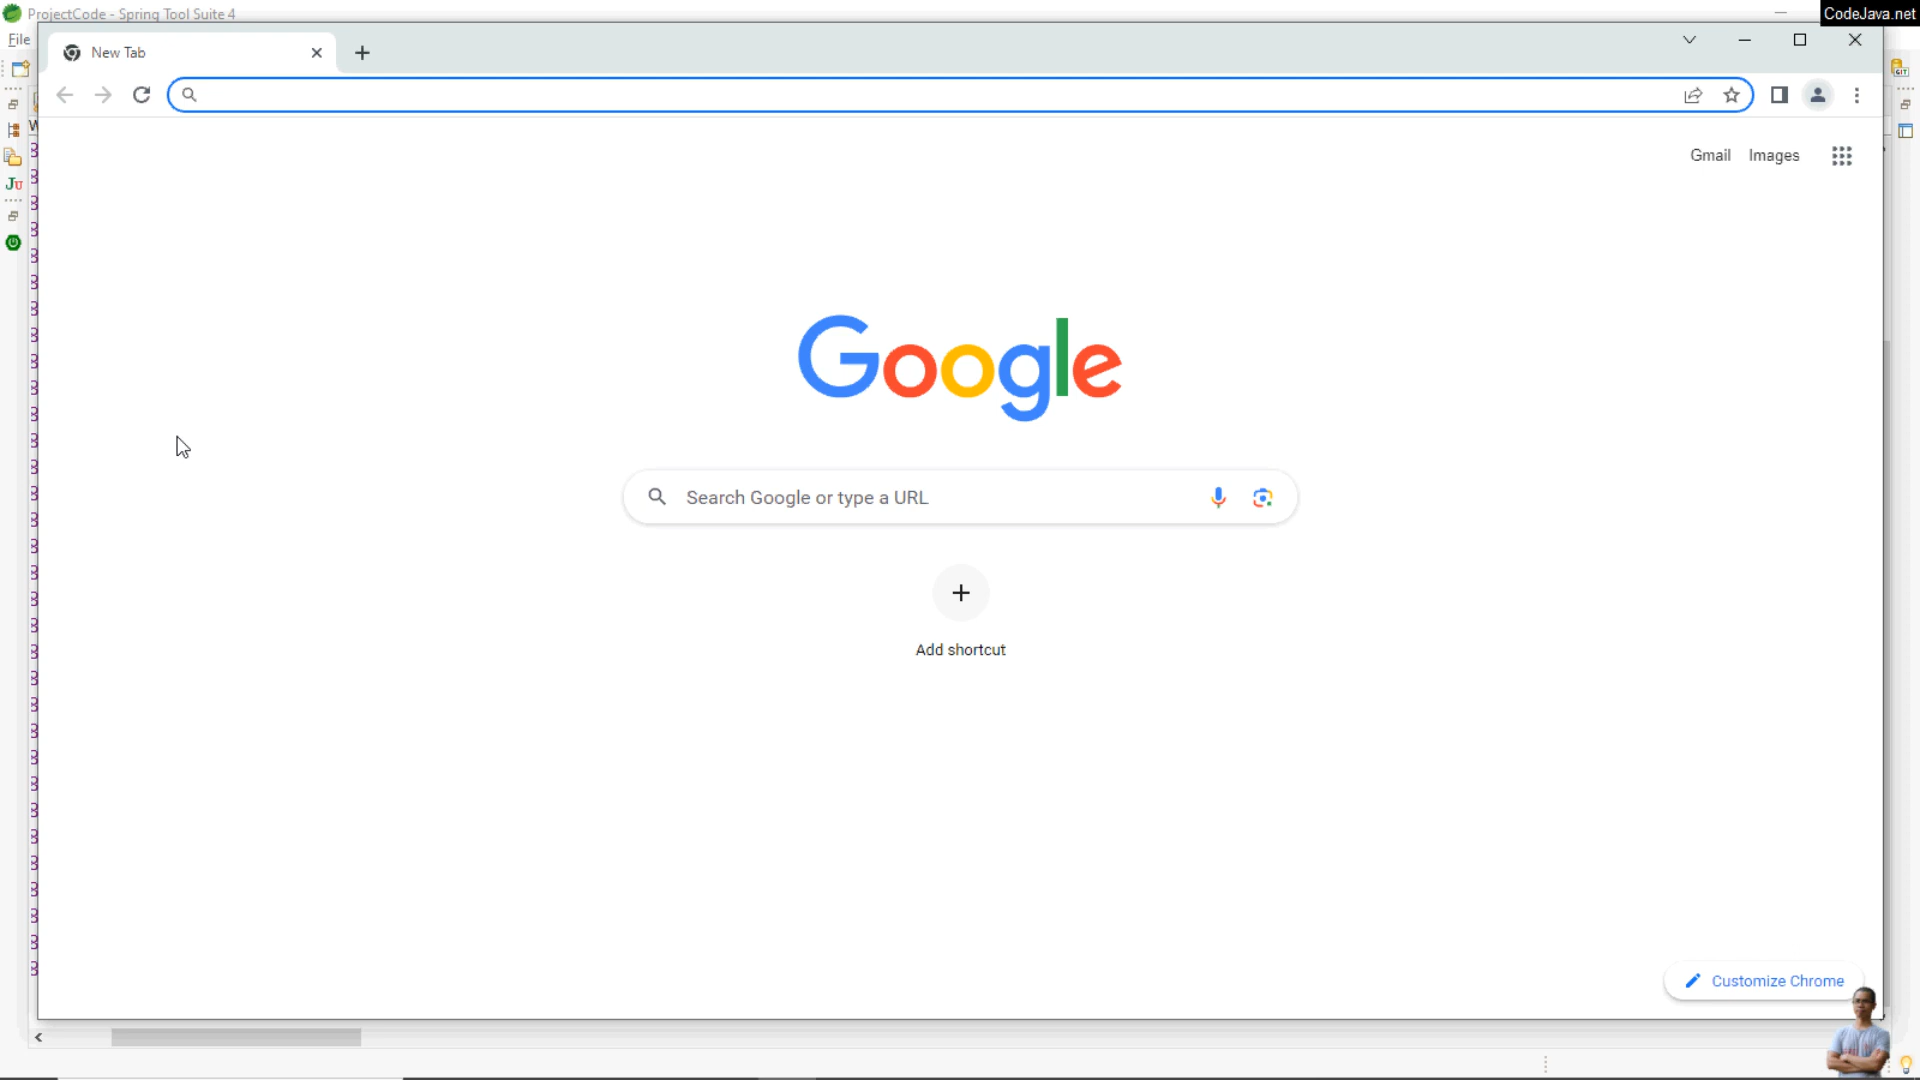 ProjectCode - Spring Tool Suite 4
CodeJava.net
File
New Tab
Gmail
Images
Google
Search Google or type a URL
Add shortcut
Customize Chrome